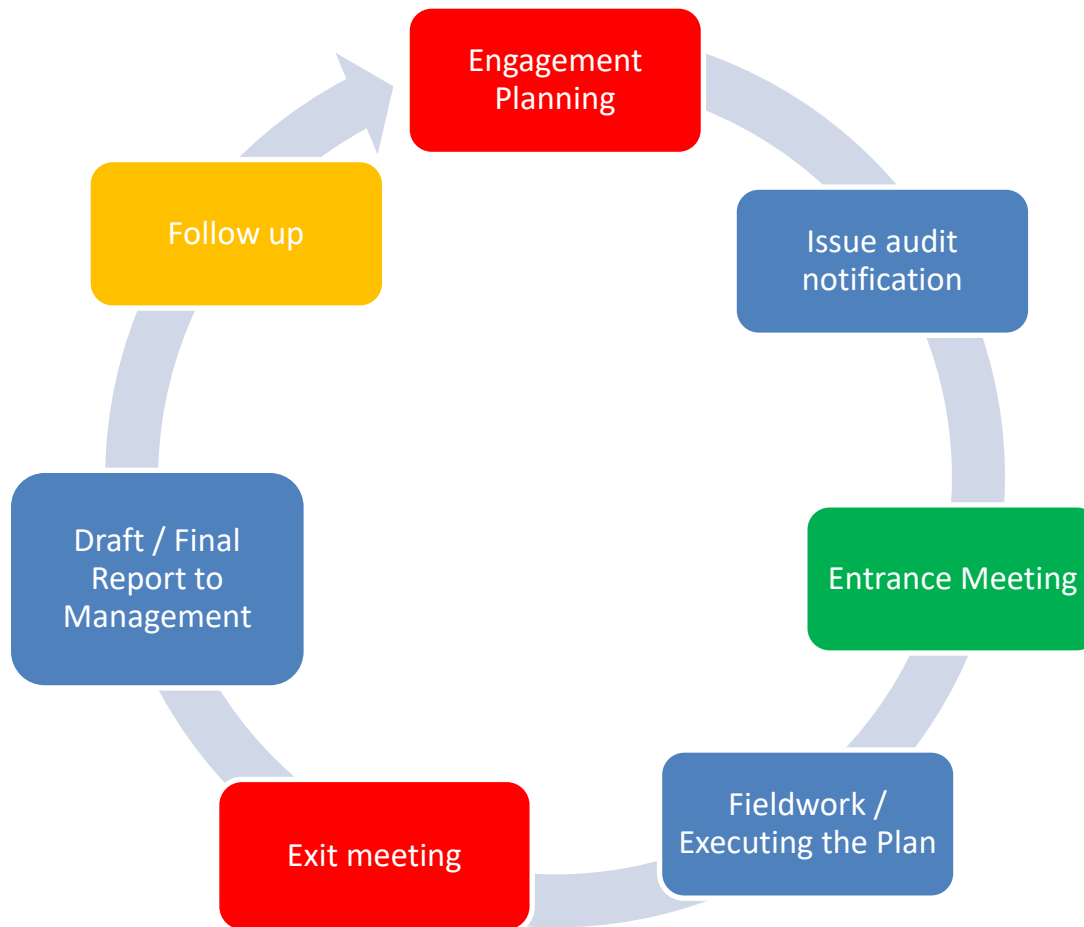 Engagement
Planning
Issue audit
notification
Entrance Meeting
Fieldwork /
Executing the Plan
Exit meeting
Draft / Final
Report to
Management
Follow up